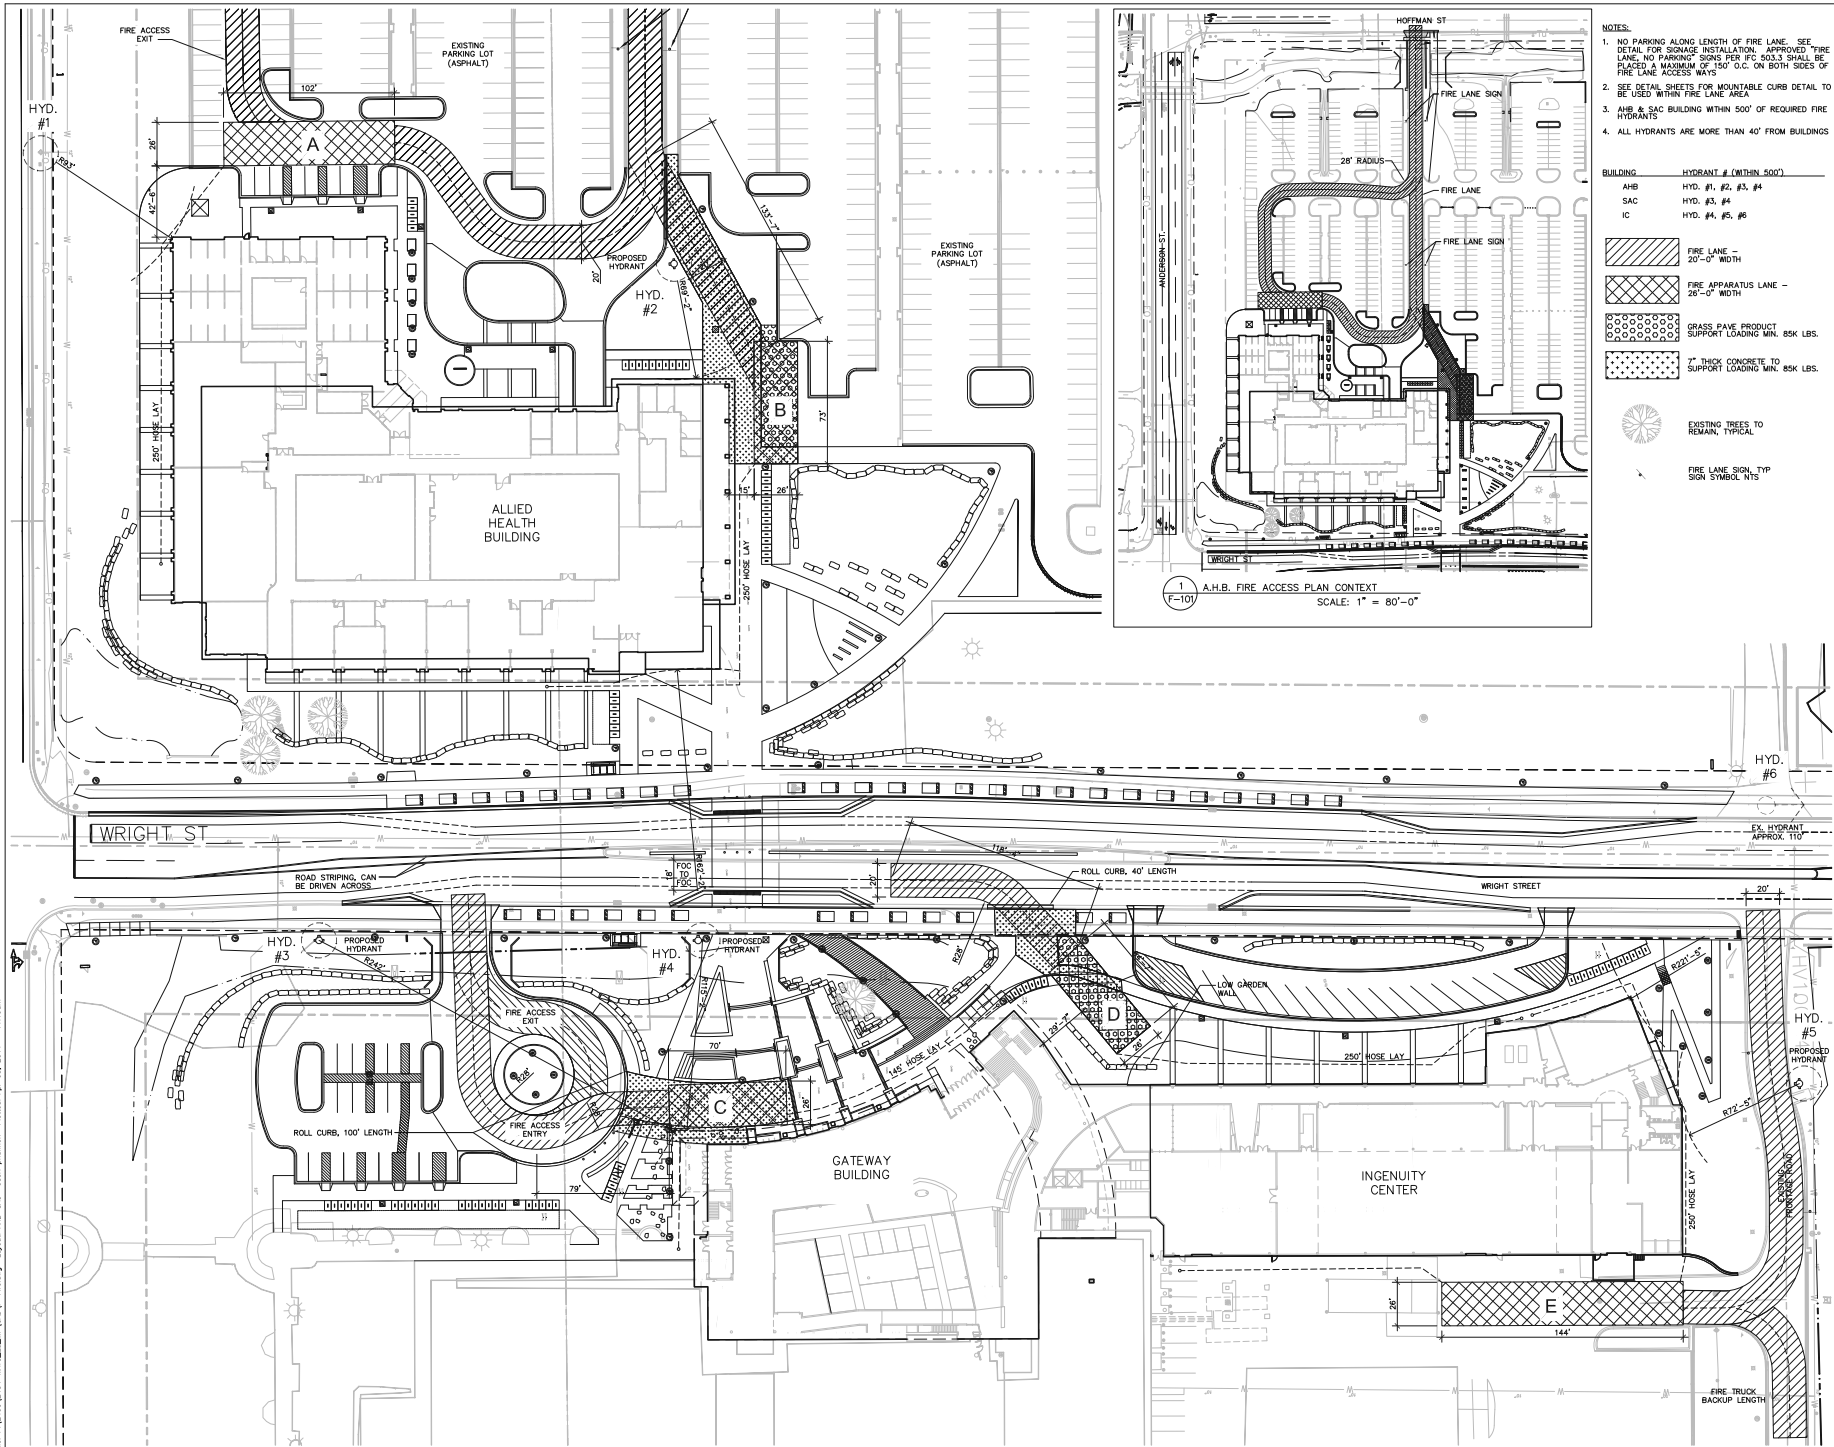 FIRE ACCESS
EXIT
EXISTING
PARKING LOT
(ASPHALT)
102'
HYD.
#1
R93'
26'
42'-6"
A
20'
PROPOSED
HYDRANT
HYD.
#2
R69'-2"
133'-7"
EXISTING
PARKING LOT
(ASPHALT)
B
73'
15'
26'
250' HOSE LAY
250' HOSE LAY
ALLIED
HEALTH
BUILDING
HOFFMAN ST
FIRE LANE SIGN
28' RADIUS
FIRE LANE
FIRE LANE SIGN
ANDERSON ST.
WRIGHT ST
1
F-101
A.H.B. FIRE ACCESS PLAN CONTEXT
SCALE: 1" = 80'-0"
NOTES:
1. NO PARKING ALONG LENGTH OF FIRE LANE. SEE
DETAIL FOR SIGNAGE INSTALLATION. APPROVED "FIRE
LANE, NO PARKING" SIGNS PER IFC 503.3 SHALL BE
PLACED A MAXIMUM OF 150' O.C. ON BOTH SIDES OF
FIRE LANE ACCESS WAYS
2. SEE DETAIL SHEETS FOR MOUNTABLE CURB DETAIL TO
BE USED WITHIN FIRE LANE AREA
3. AHB & SAC BUILDING WITHIN 500' OF REQUIRED FIRE
HYDRANTS
4. ALL HYDRANTS ARE MORE THAN 40' FROM BUILDINGS
BUILDING HYDRANT # (WITHIN 500')
AHB HYD. #1, #2, #3, #4
SAC HYD. #3, #4
IC HYD. #4, #5, #6
FIRE LANE -
20'-0" WIDTH
FIRE APPARATUS LANE -
26'-0" WIDTH
GRASS PAVE PRODUCT
SUPPORT LOADING MIN. 85K LBS.
7" THICK CONCRETE TO
SUPPORT LOADING MIN. 85K LBS.
EXISTING TREES TO
REMAIN, TYPICAL
FIRE LANE SIGN, TYP
SIGN SYMBOL NTS
HYD.
#6
EX. HYDRANT
APPROX. 110'
WRIGHT ST
ROAD STRIPING, CAN
BE DRIVEN ACROSS
18'
FOC
TO
FOC
R162'-2"
20'
118'-4"
ROLL CURB, 40' LENGTH
WRIGHT STREET
20'
HYD.
#3
PROPOSED
HYDRANT
R242'
HYD.
#4
PROPOSED
HYDRANT
R115'-2"
R28'
LOW GARDEN
WALL
R221'-5"
HYD.
#5
PROPOSED
HYDRANT
R72'-5"
FIRE ACCESS
EXIT
R28'
70'
C
26'
145' HOSE LAY
D
29'-7"
26'
250' HOSE LAY
ROLL CURB, 100' LENGTH
FIRE ACCESS
ENTRY
79'
GATEWAY
BUILDING
INGENUITY
CENTER
250' HOSE LAY
EXISTING
FRONTAGE ROAD
26'
E
144'
FIRE TRUCK
BACKUP LENGTH